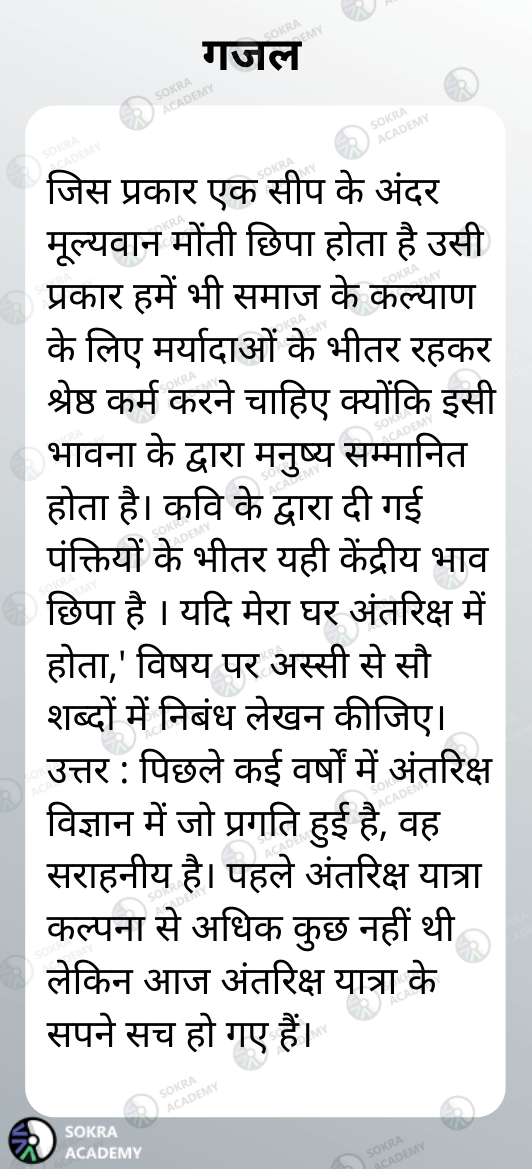 गजल
जिस प्रकार एक सीप के अंदर
मूल्यवान मोंती छिपा होता है उसी
प्रकार हमें भी समाज के कल्याण
के लिए मर्यादाओं के भीतर रहकर
श्रेष्ठ कर्म करने चाहिए क्योंकि इसी
भावना के द्वारा मनुष्य सम्मानित
होता है। कवि के द्वारा दी गई
पंक्तियों के भीतर यही केंद्रीय भाव
छिपा है । यदि मेरा घर अंतरिक्ष में
होता,' विषय पर अस्सी से सौ
शब्दों में निबंध लेखन कीजिए।
उत्तर : पिछले कई वर्षों में अंतरिक्ष
विज्ञान में जो प्रगति हुई है, वह
सराहनीय है। पहले अंतरिक्ष यात्रा
कल्पना से अधिक कुछ नहीं थी
लेकिन आज अंतरिक्ष यात्रा के
सपने सच हो गए हैं।
SOKRA
ACADEMY